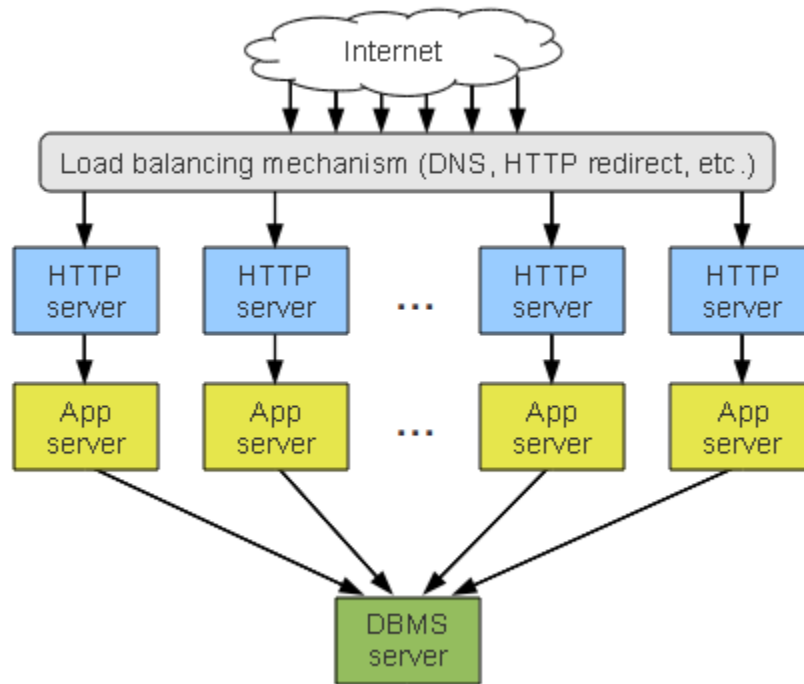 Internet
Load balancing mechanism (DNS, HTTP redirect, etc.)
HTTP
server
HTTP
server
...
HTTP
server
HTTP
server
App
server
App
server
...
App
server
App
server
DBMS
server